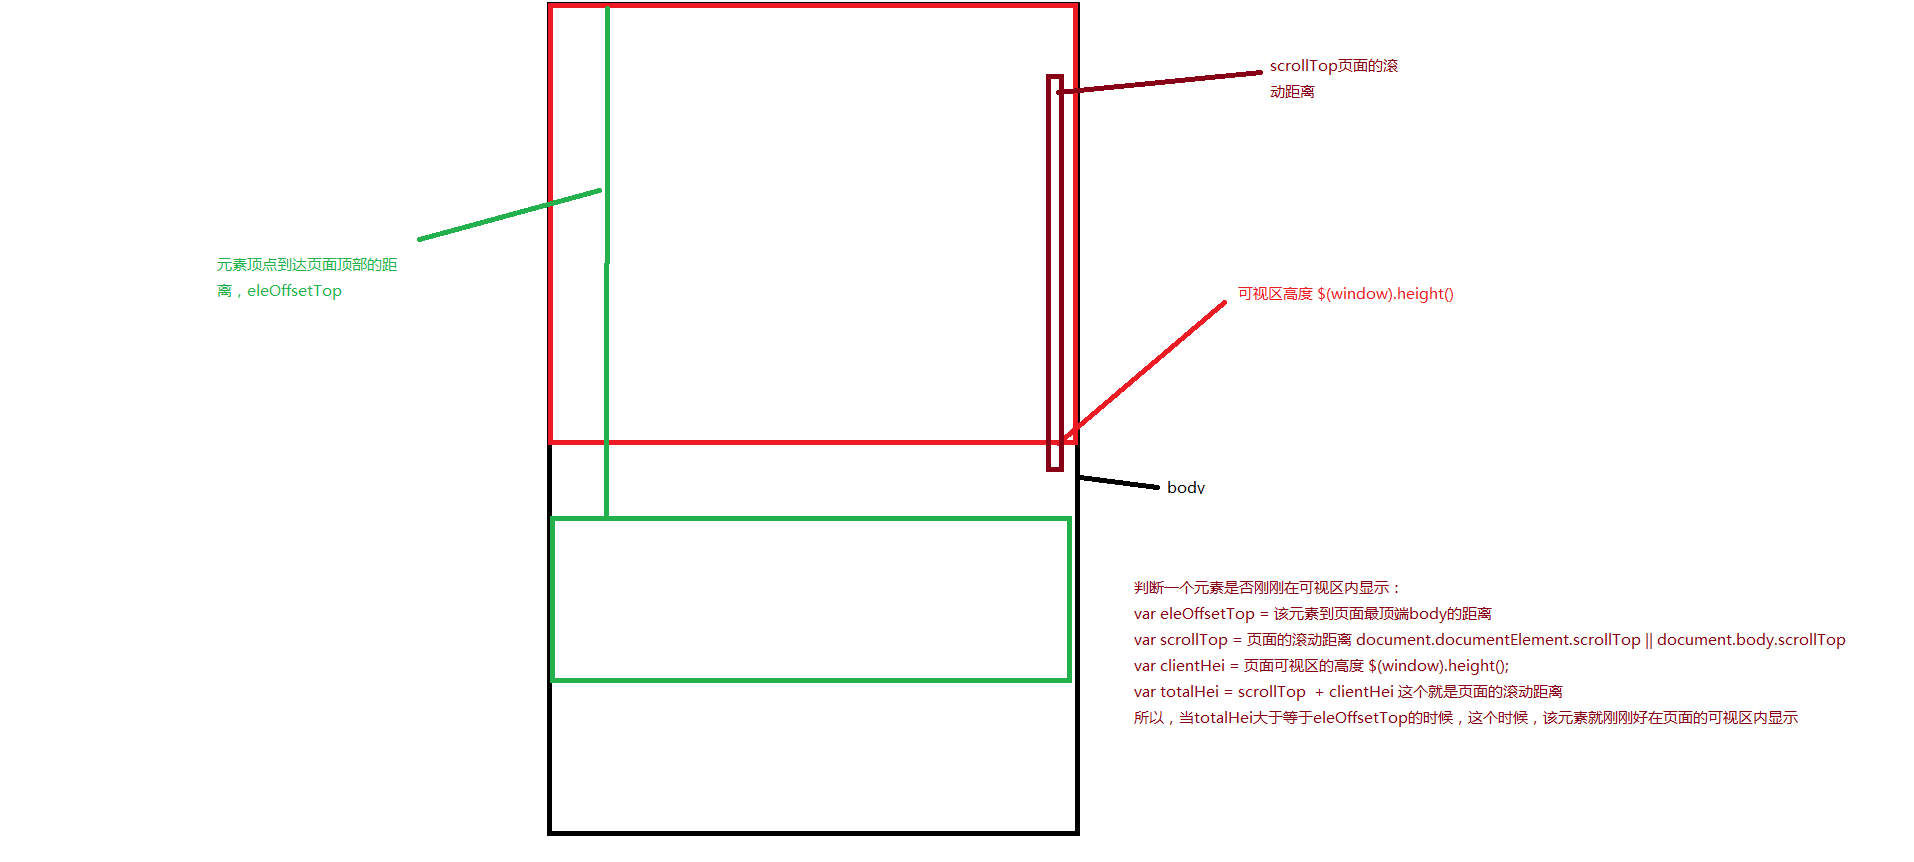 scrollTop页面的滚
动距离
元素顶点到达页面顶部的距
离，eleOffsetTop
可视区高度 $(window).height()
body
判断一个元素是否刚刚在可视区内显示：
var eleOffsetTop = 该元素到页面最顶端body的距离
var scrollTop = 页面的滚动距离 document.documentElement.scrollTop || document.body.scrollTop
var clientHei = 页面可视区的高度 $(window).height();
var totalHei = scrollTop  + clientHei 这个就是页面的滚动距离
所以，当totalHei大于等于eleOffsetTop的时候，这个时候，该元素就刚刚好在页面的可视区内显示